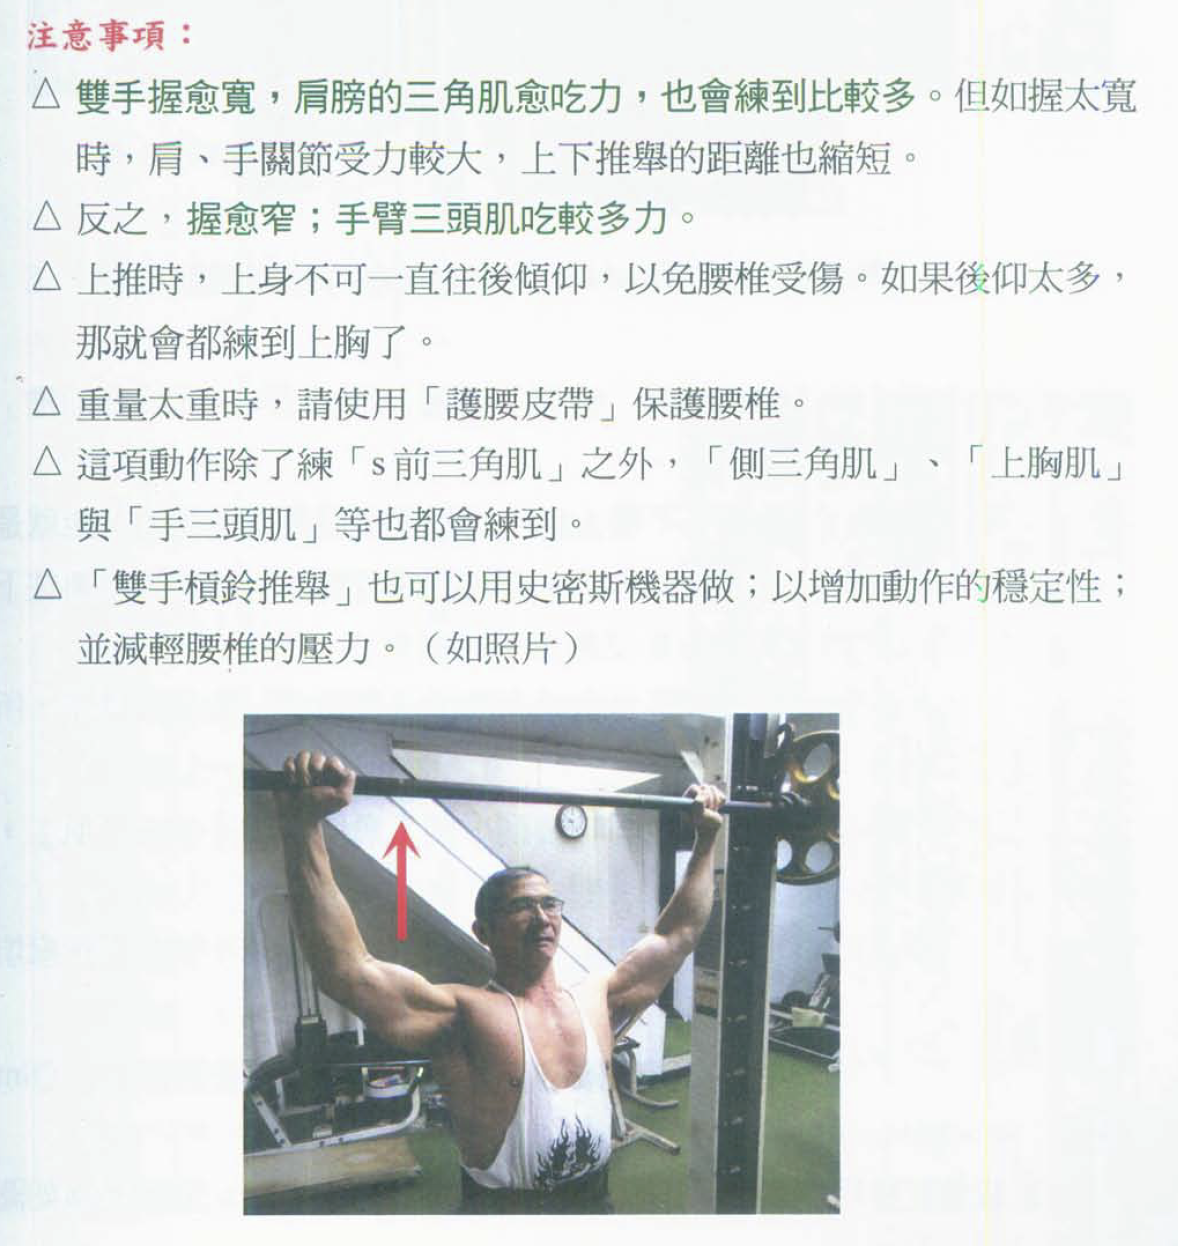 注意事項：
△ 雙手握愈寬，肩膀的三角肌愈吃力，也會練到比較多。但如握太寬
時，肩、手關節受力較大，上下推舉的距離也縮短。
△ 反之，握愈窄；手臂三頭肌吃較多力。
△ 上推時，上身不可一直往後傾仰，以免腰椎受傷。如果後仰太多，
那就會都練到上胸了。
△ 重量太重時，請使用「護腰皮帶」保護腰椎。
△ 這項動作除了練「s前三角肌」之外，「側三角肌」、「上胸肌」
與「手三頭肌」等也都會練到。
△ 「雙手槓鈴推舉」也可以用史密斯機器做；以增加動作的穩定性；
並減輕腰椎的壓力。（如照片）